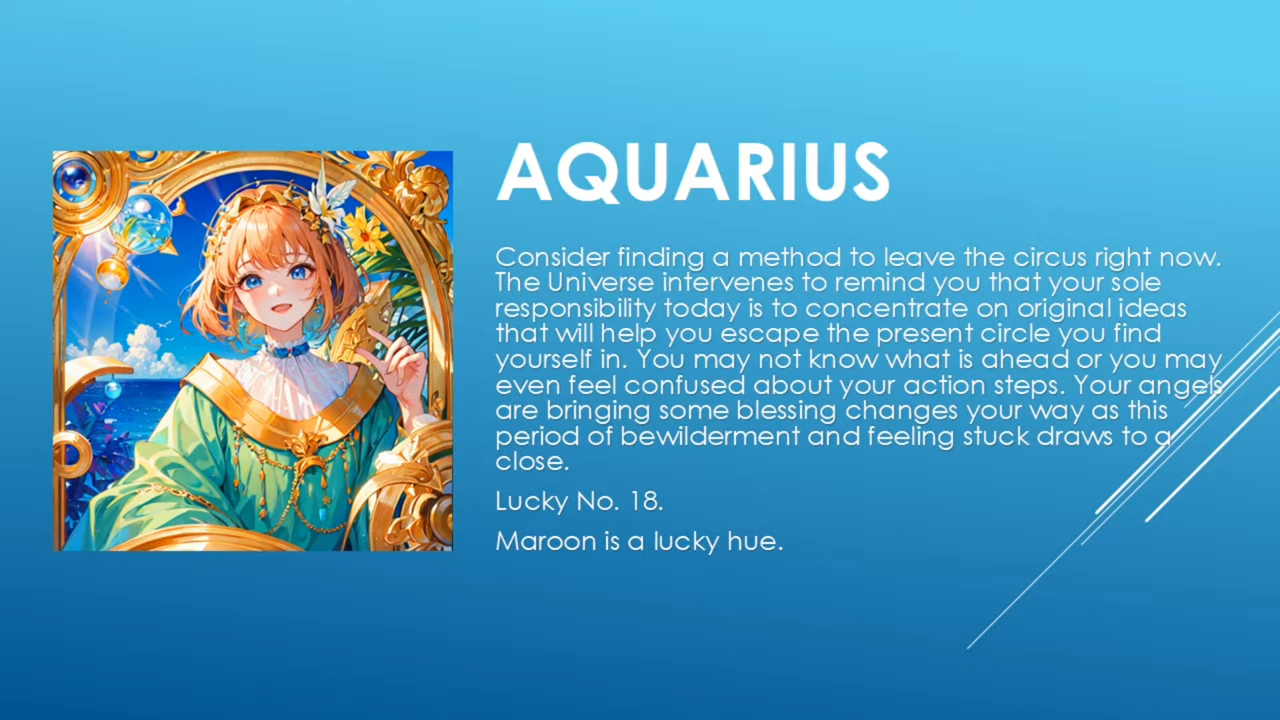 AQUARIUS
Consider finding a method to leave the circus right now.
The Universe intervenes to remind you that your sole
responsibility today is to concentrate on original ideas
that will help you escape the present circle you find
yourself in. You may not know what is ahead or you may
even feel confused about your action steps. Your angels
are bringing some blessing changes your way as this
period of bewilderment and feeling stuck draws to a
close.
Lucky No. 18.
Maroon is a lucky hue.